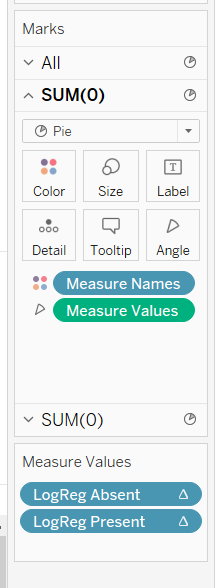 Marks
All
SUM(0)
Pie
Color Size Label
Detail Tooltip Angle
Measure Names
Measure Values
SUM(0)
Measure Values
LogReg Absent
LogReg Present